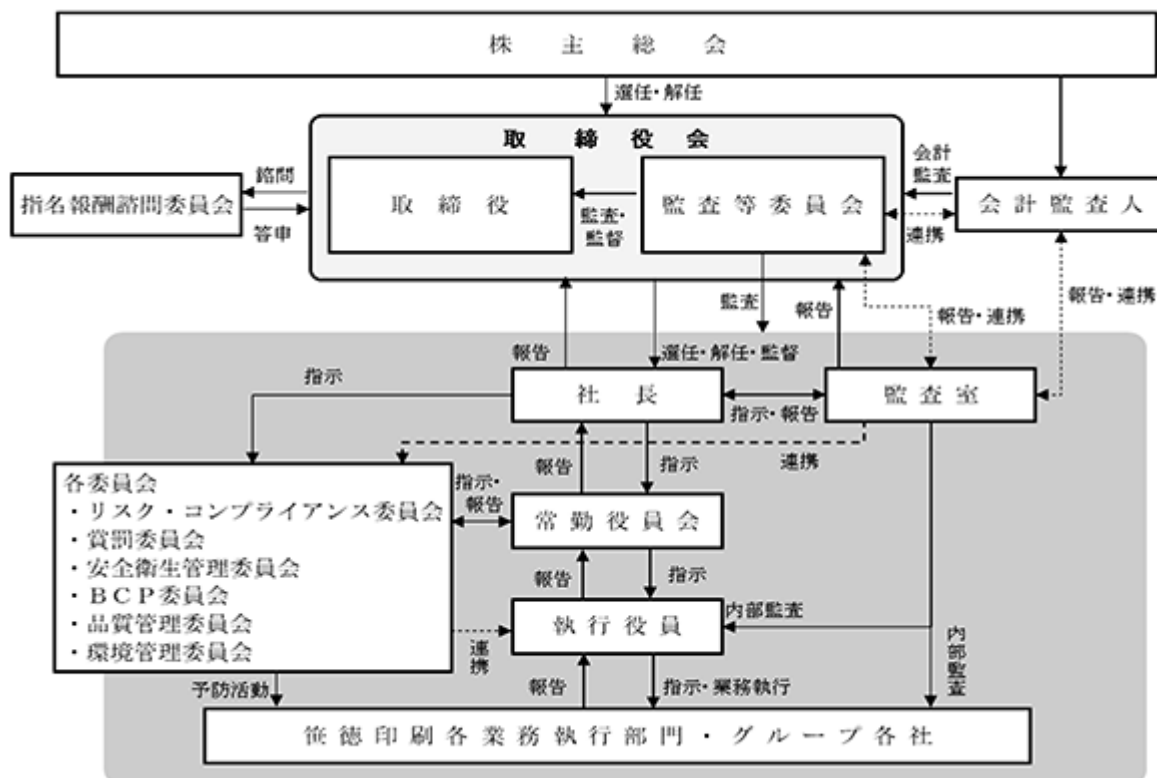 株主総会
選任・解任
取締役会
会計
監査
諮問
指名報酬諮問委員会
答申
取締役
監査・
監督
監査等委員会
連携
会計監査人
監査
報告
報告・連携
報告・連携
報告
選任・解任・監督
指示
社長
指示・報告
監査室
連携
報告
指示
各委員会
・リスク・コンプライアンス委員会
・賞罰委員会
・安全衛生管理委員会
・BCP委員会
・品質管理委員会
・環境管理委員会
指示・
報告
常勤役員会
報告
指示
内部監査
執行役員
連携
内部監査
予防活動
報告
指示・業務執行
笹徳印刷各業務執行部門・グループ各社